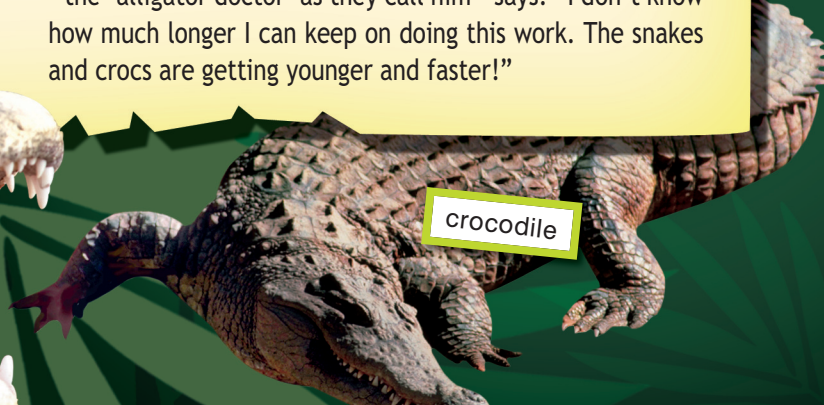 the "alligator doctor" as they call him – says: "I don't know
how much longer I can keep on doing this work. The snakes
and crocs are getting younger and faster!"
crocodile